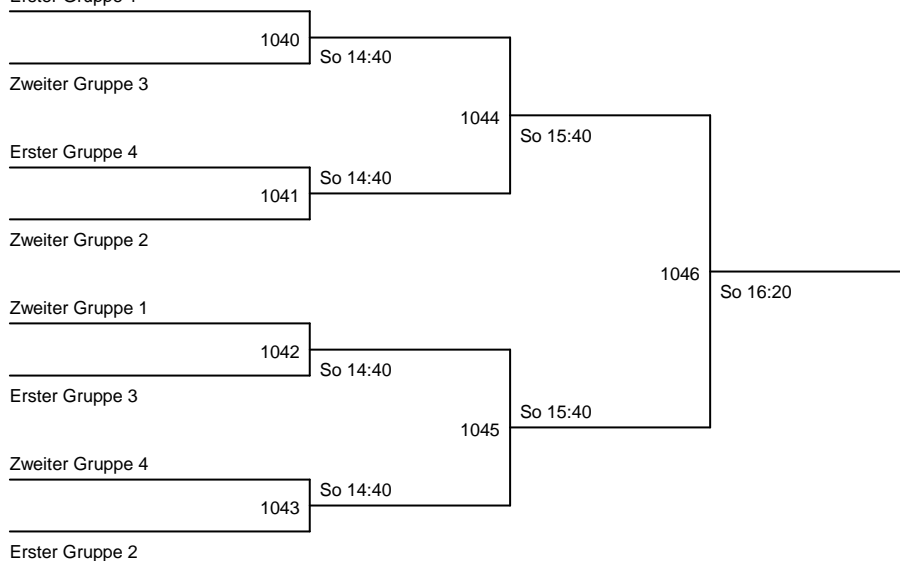 1040
So 14:40
Zweiter Gruppe 3
1044
So 15:40
Erster Gruppe 4
So 14:40
1041
Zweiter Gruppe 2
1046
So 16:20
Zweiter Gruppe 1
1042
So 14:40
Erster Gruppe 3
So 15:40
1045
Zweiter Gruppe 4
So 14:40
1043
Erster Gruppe 2